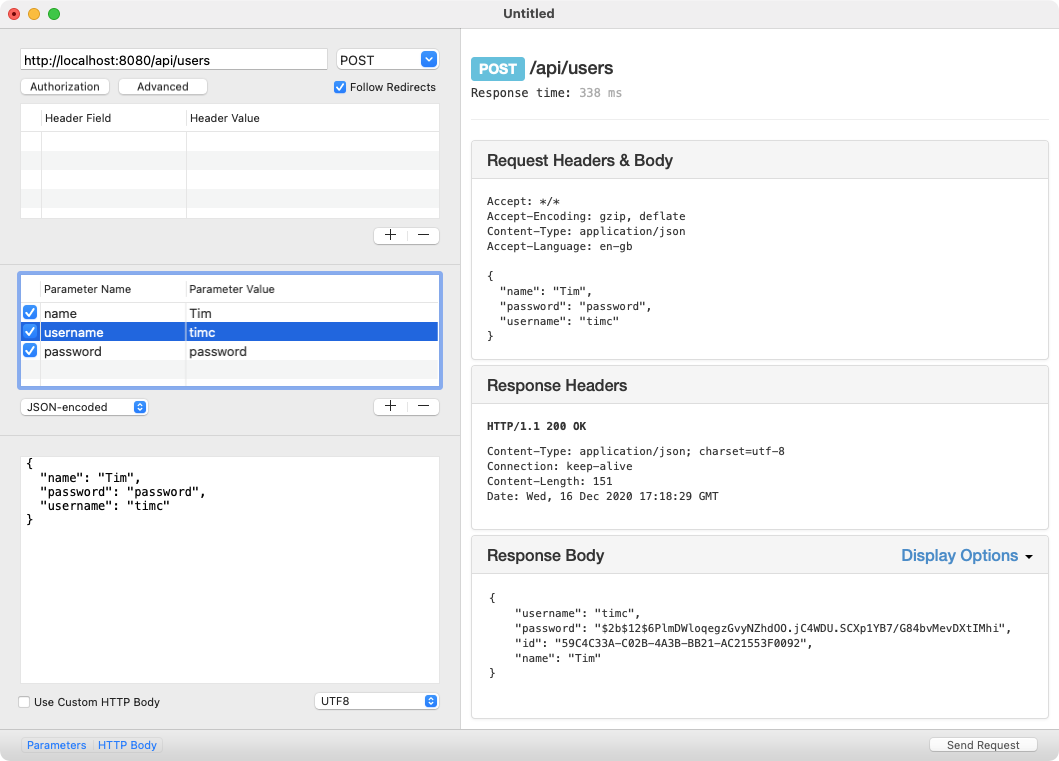 Untitled
http://localhost:8080/api/users
POST
Authorization
Advanced
Follow Redirects
Header Field Header Value
+ −
Parameter Name Parameter Value
name Tim
username timc
password password
JSON-encoded
+ −
{
"name": "Tim",
"password": "password",
"username": "timc"
}
Use Custom HTTP Body
UTF8
Parameters HTTP Body
POST /api/users
Response time: 338 ms
Request Headers & Body
Accept: */*
Accept-Encoding: gzip, deflate
Content-Type: application/json
Accept-Language: en-gb
{
"name": "Tim",
"password": "password",
"username": "timc"
}
Response Headers
HTTP/1.1 200 OK
Content-Type: application/json; charset=utf-8
Connection: keep-alive
Content-Length: 151
Date: Wed, 16 Dec 2020 17:18:29 GMT
Response Body
Display Options
{
"username": "timc",
"password": "$2b$12$6PlmDWloqegzGvyNZhdOO.jC4WDU.SCXp1YB7/G84bvMevDXtIMhi",
"id": "59C4C33A-C02B-4A3B-BB21-AC21553F0092",
"name": "Tim"
}
Send Request